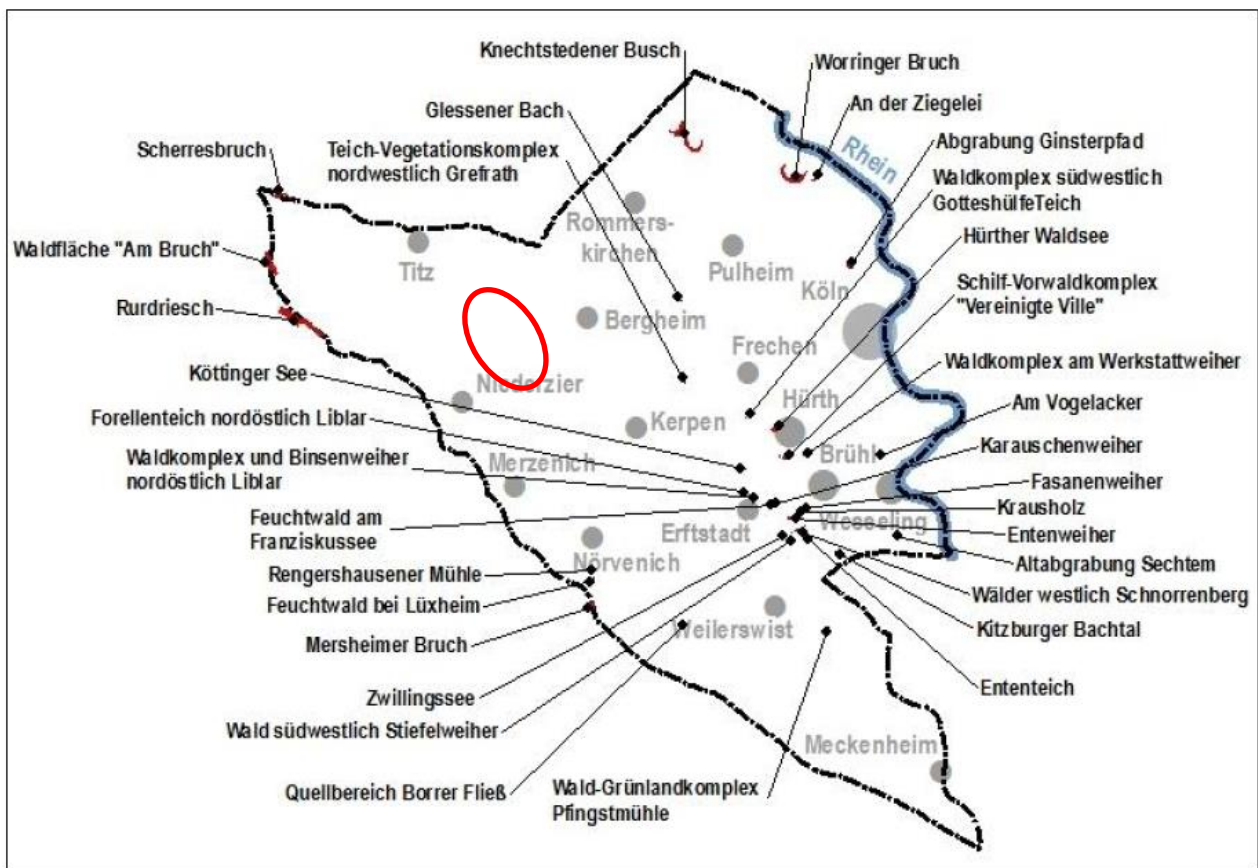 Knechtstedener Busch
Worringer Bruch
Glessener Bach
An der Ziegelei
Scherresbruch
Teich-Vegetationskomplex
nordwestlich Grefrath
Rhein
Abgrabung Ginsterpfad
Waldkomplex südwestlich
GotteshülfeTeich
Rommers-
kirchen
Hürther Waldsee
Waldfläche "Am Bruch"
Titz
Pulheim
Köln
Schilf-Vorwaldkomplex
"Vereinigte Ville"
Rurdriesch
Bergheim
Frechen
Waldkomplex am Werkstattweiher
Köttinger See
Niederzier
Hürth
Am Vogelacker
Forellenteich nordöstlich Liblar
Kerpen
Karauschenweiher
Waldkomplex und Binsenweiher
nordöstlich Liblar
Merzenich
Brühl
Fasanenweiher
Krausholz
Feuchtwald am
Franziskussee
Erftstadt
Wesseling
Entenweiher
Nörvenich
Altabgrabung Sechtem
Rengershausener Mühle
Wälder westlich Schnorrenberg
Feuchtwald bei Lüxheim
Kitzburger Bachtal
Mersheimer Bruch
Weilerswist
Ententeich
Zwillingssee
Wald südwestlich Stiefelweiher
Meckenheim
Quellbereich Borrer Fließ
Wald-Grünlandkomplex
Pfingstmühle